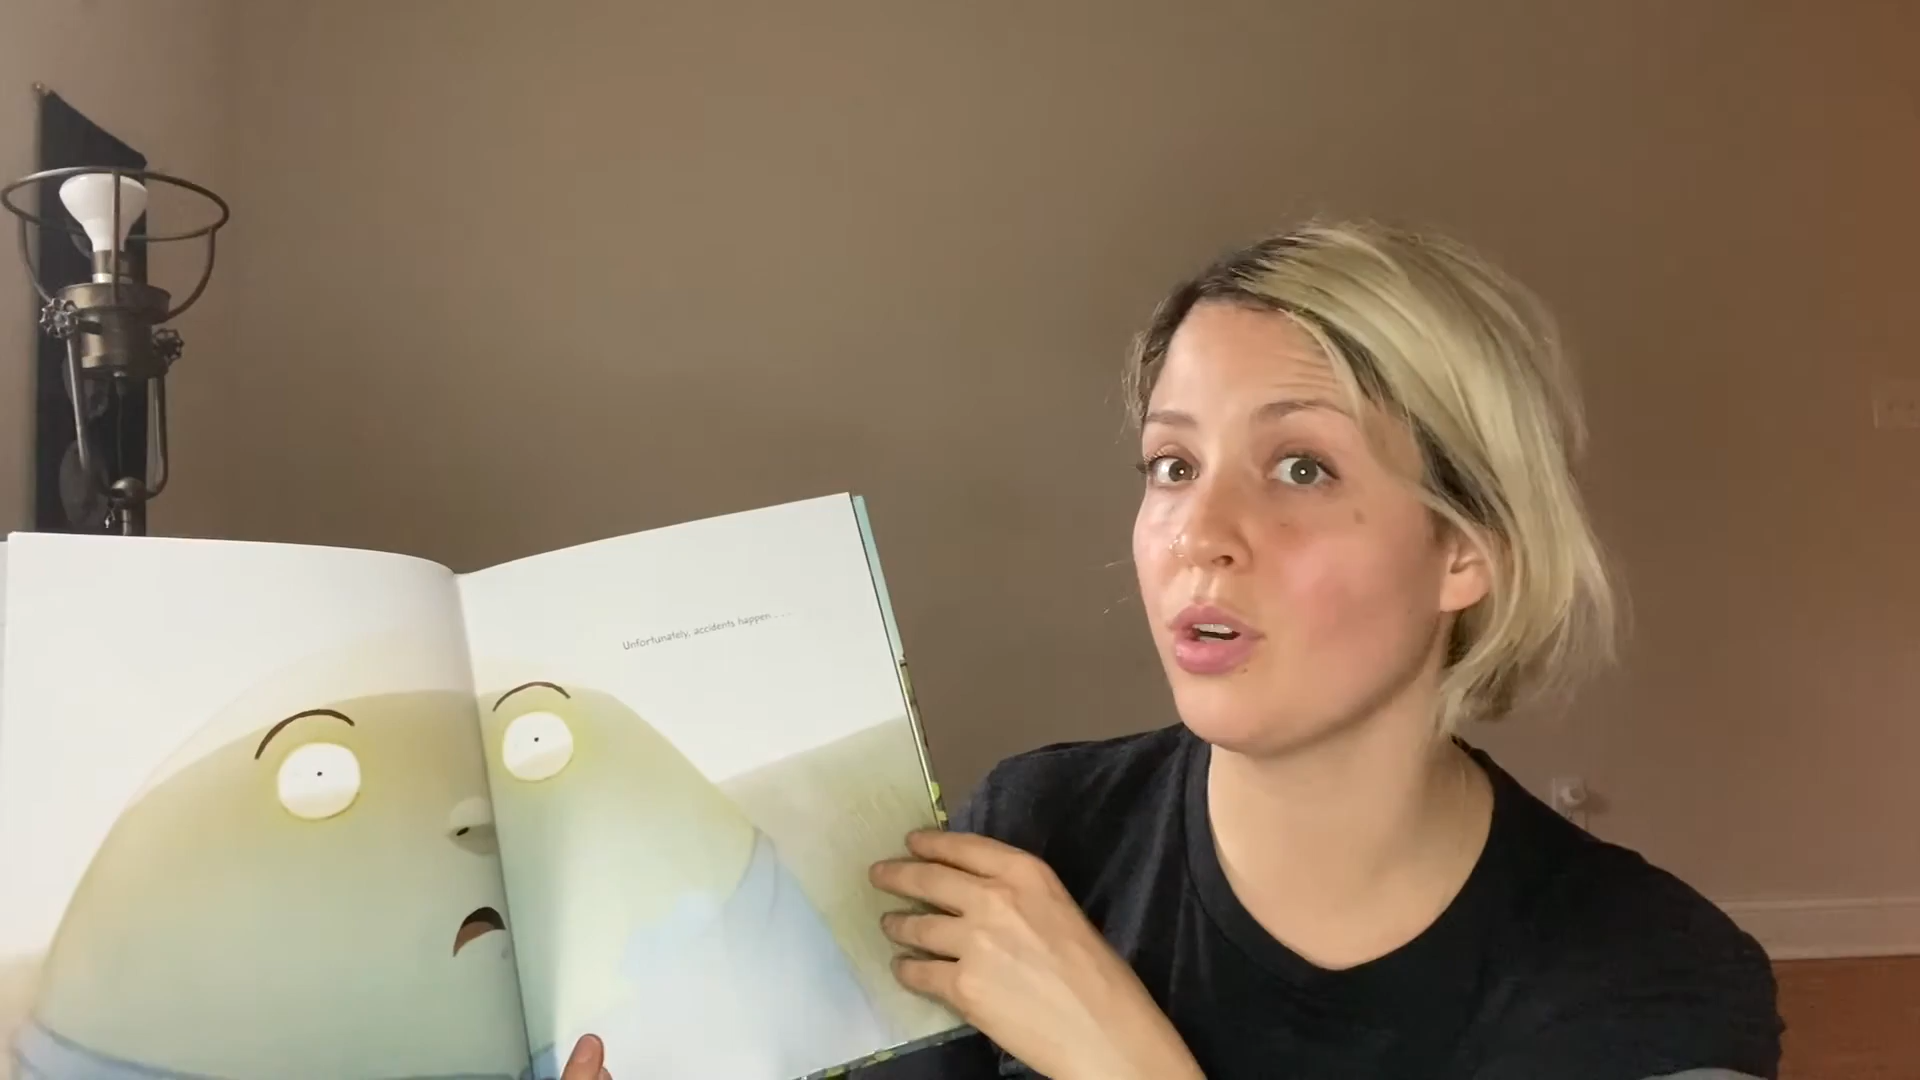 Unfortunately, accidents happen . . .